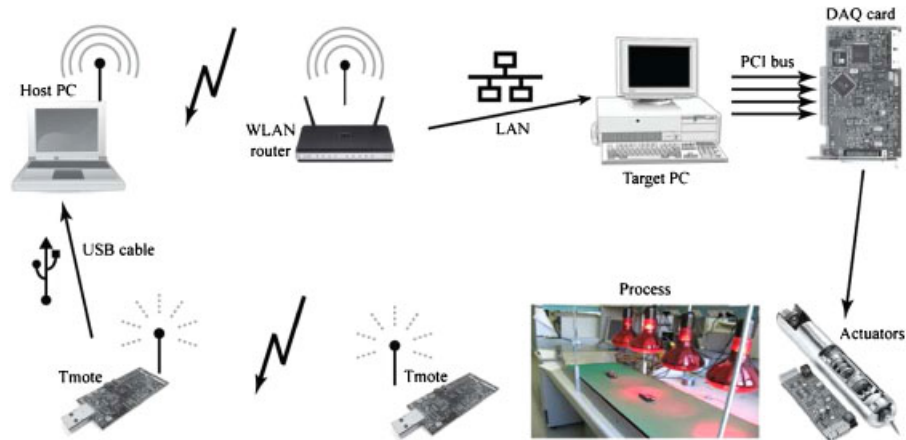 DAQ card
Host PC
PCI bus
WLAN
router
LAN
Target PC
USB cable
Process
Actuators
Tmote
Tmote